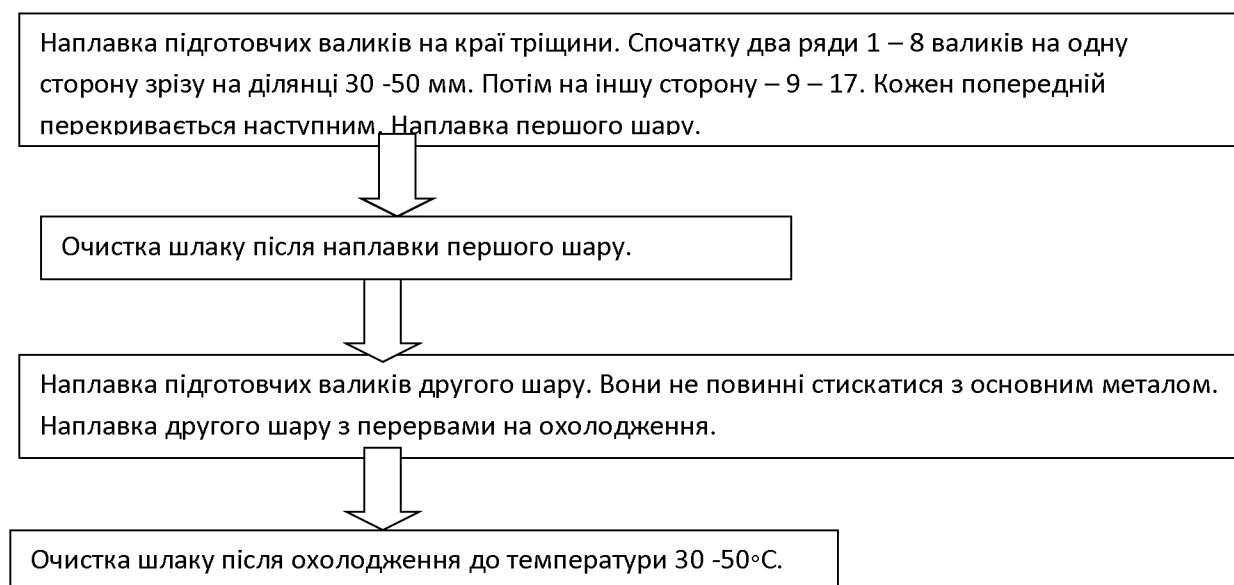 Наплавка підготовчих валиків на краї тріщини. Спочатку два ряди 1 – 8 валиків на одну
сторону зрізу на ділянці 30 -50 мм. Потім на іншу сторону – 9 – 17. Кожен попередній
перекривається наступним. Наплавка першого шару.
Очистка шлаку після наплавки першого шару.
Наплавка підготовчих валиків другого шару. Вони не повинні стискатися з основним металом.
Наплавка другого шару з перервами на охолодження.
Очистка шлаку після охолодження до температури 30 -50°С.